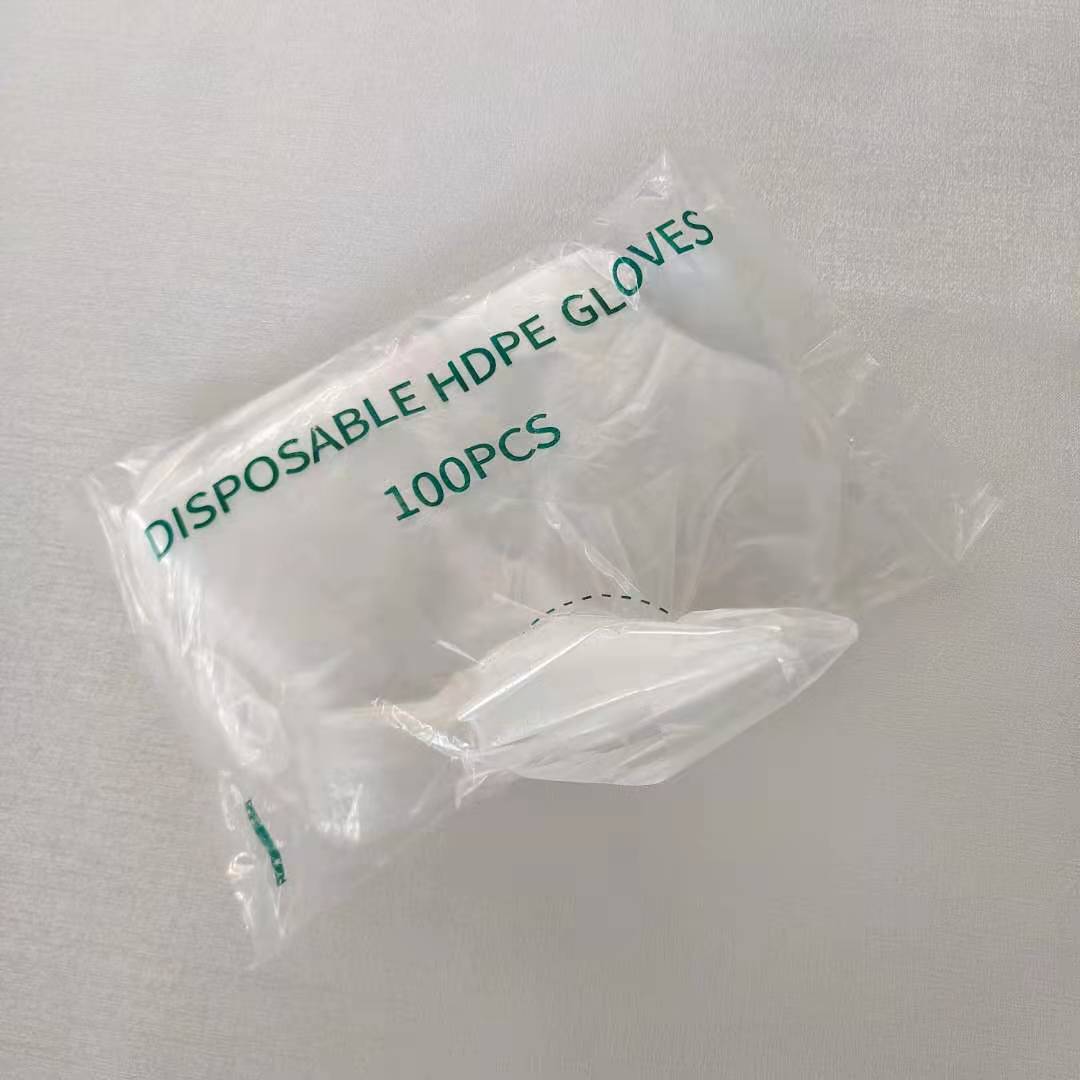 DISPOSABLE HDPE GLOVES
100PCS